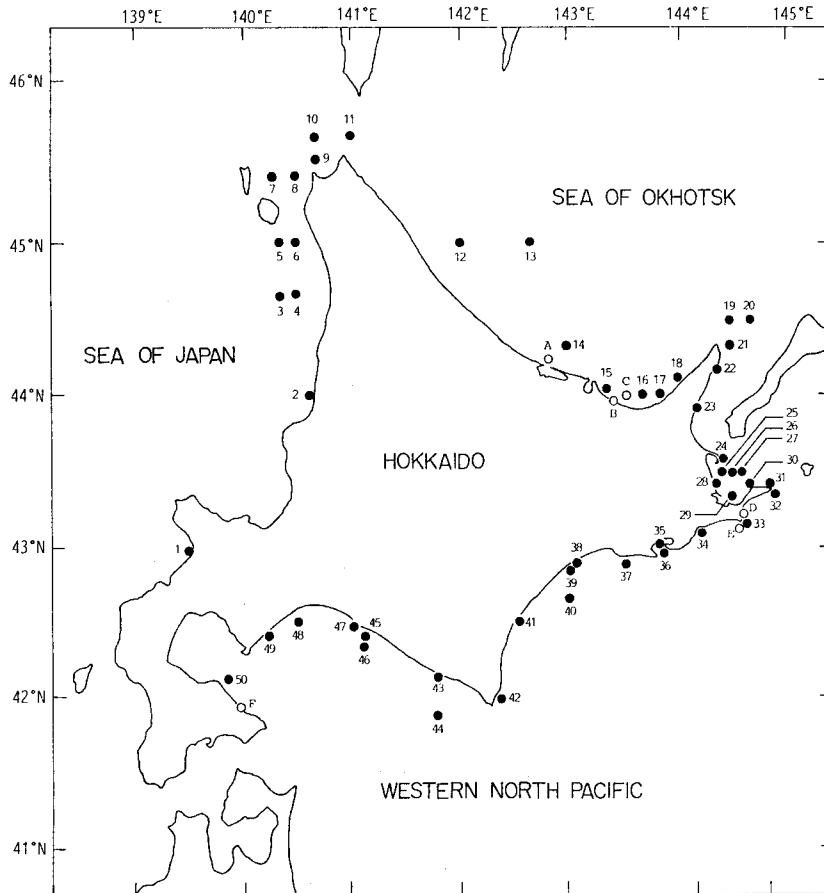 139°E 140°E 141°E 142°E 143°E 144°E 145°E
46°N
10 11
9
7 8
SEA OF OKHOTSK
45°N
5 6
12 13
3 4
19 20
SEA OF JAPAN
A 14
21
18
22
15 C 16 17
44°N
2
B
23
25
26
24
27
HOKKAIDO
30
28
31
29
D
32
43°N
1
E
33
35
34
38
36
37
39
40
41
47 45
48
49
46
50
43
42°N
F
42
44
WESTERN NORTH PACIFIC
41°N